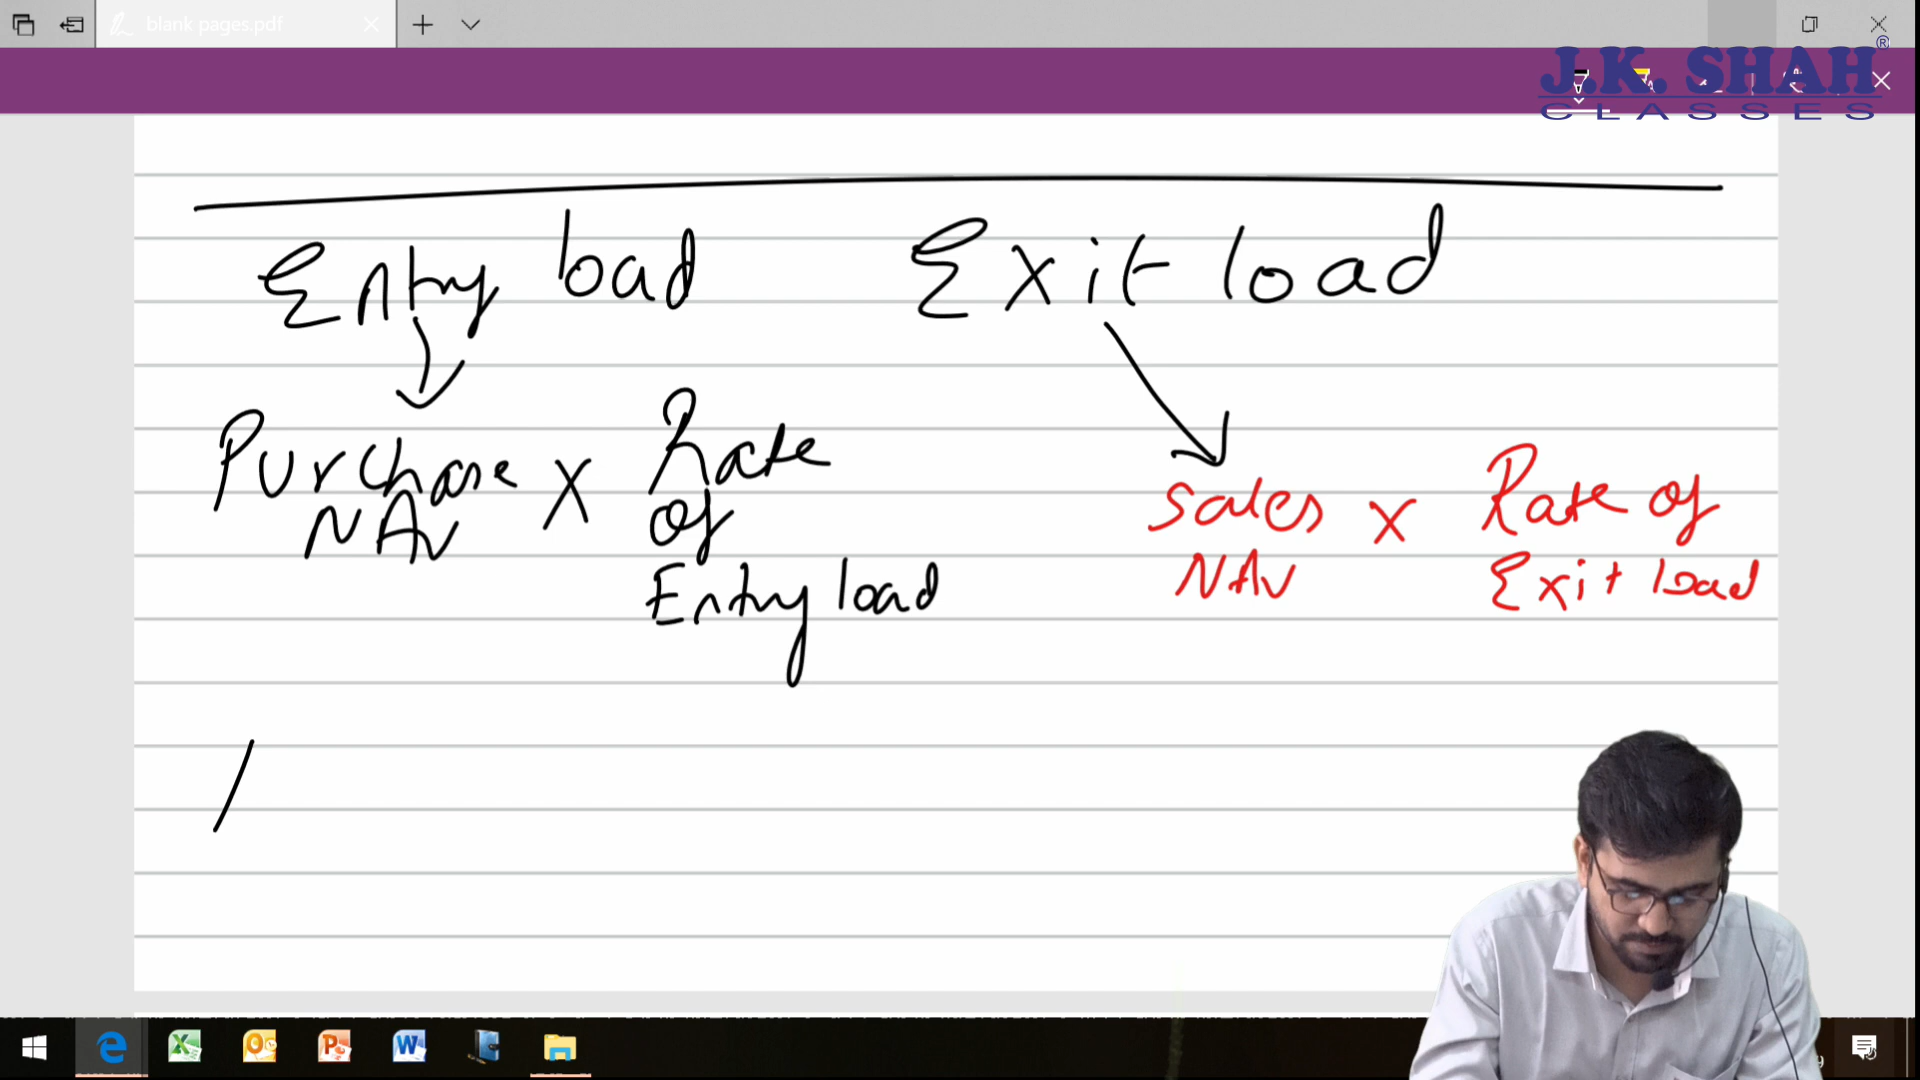 blank pages.pdf
J.K. SHAH®
CLASSES
Entry load Exit load
Purchase NAV X Rate of Entry load
Sales NAV X Rate of Exit load